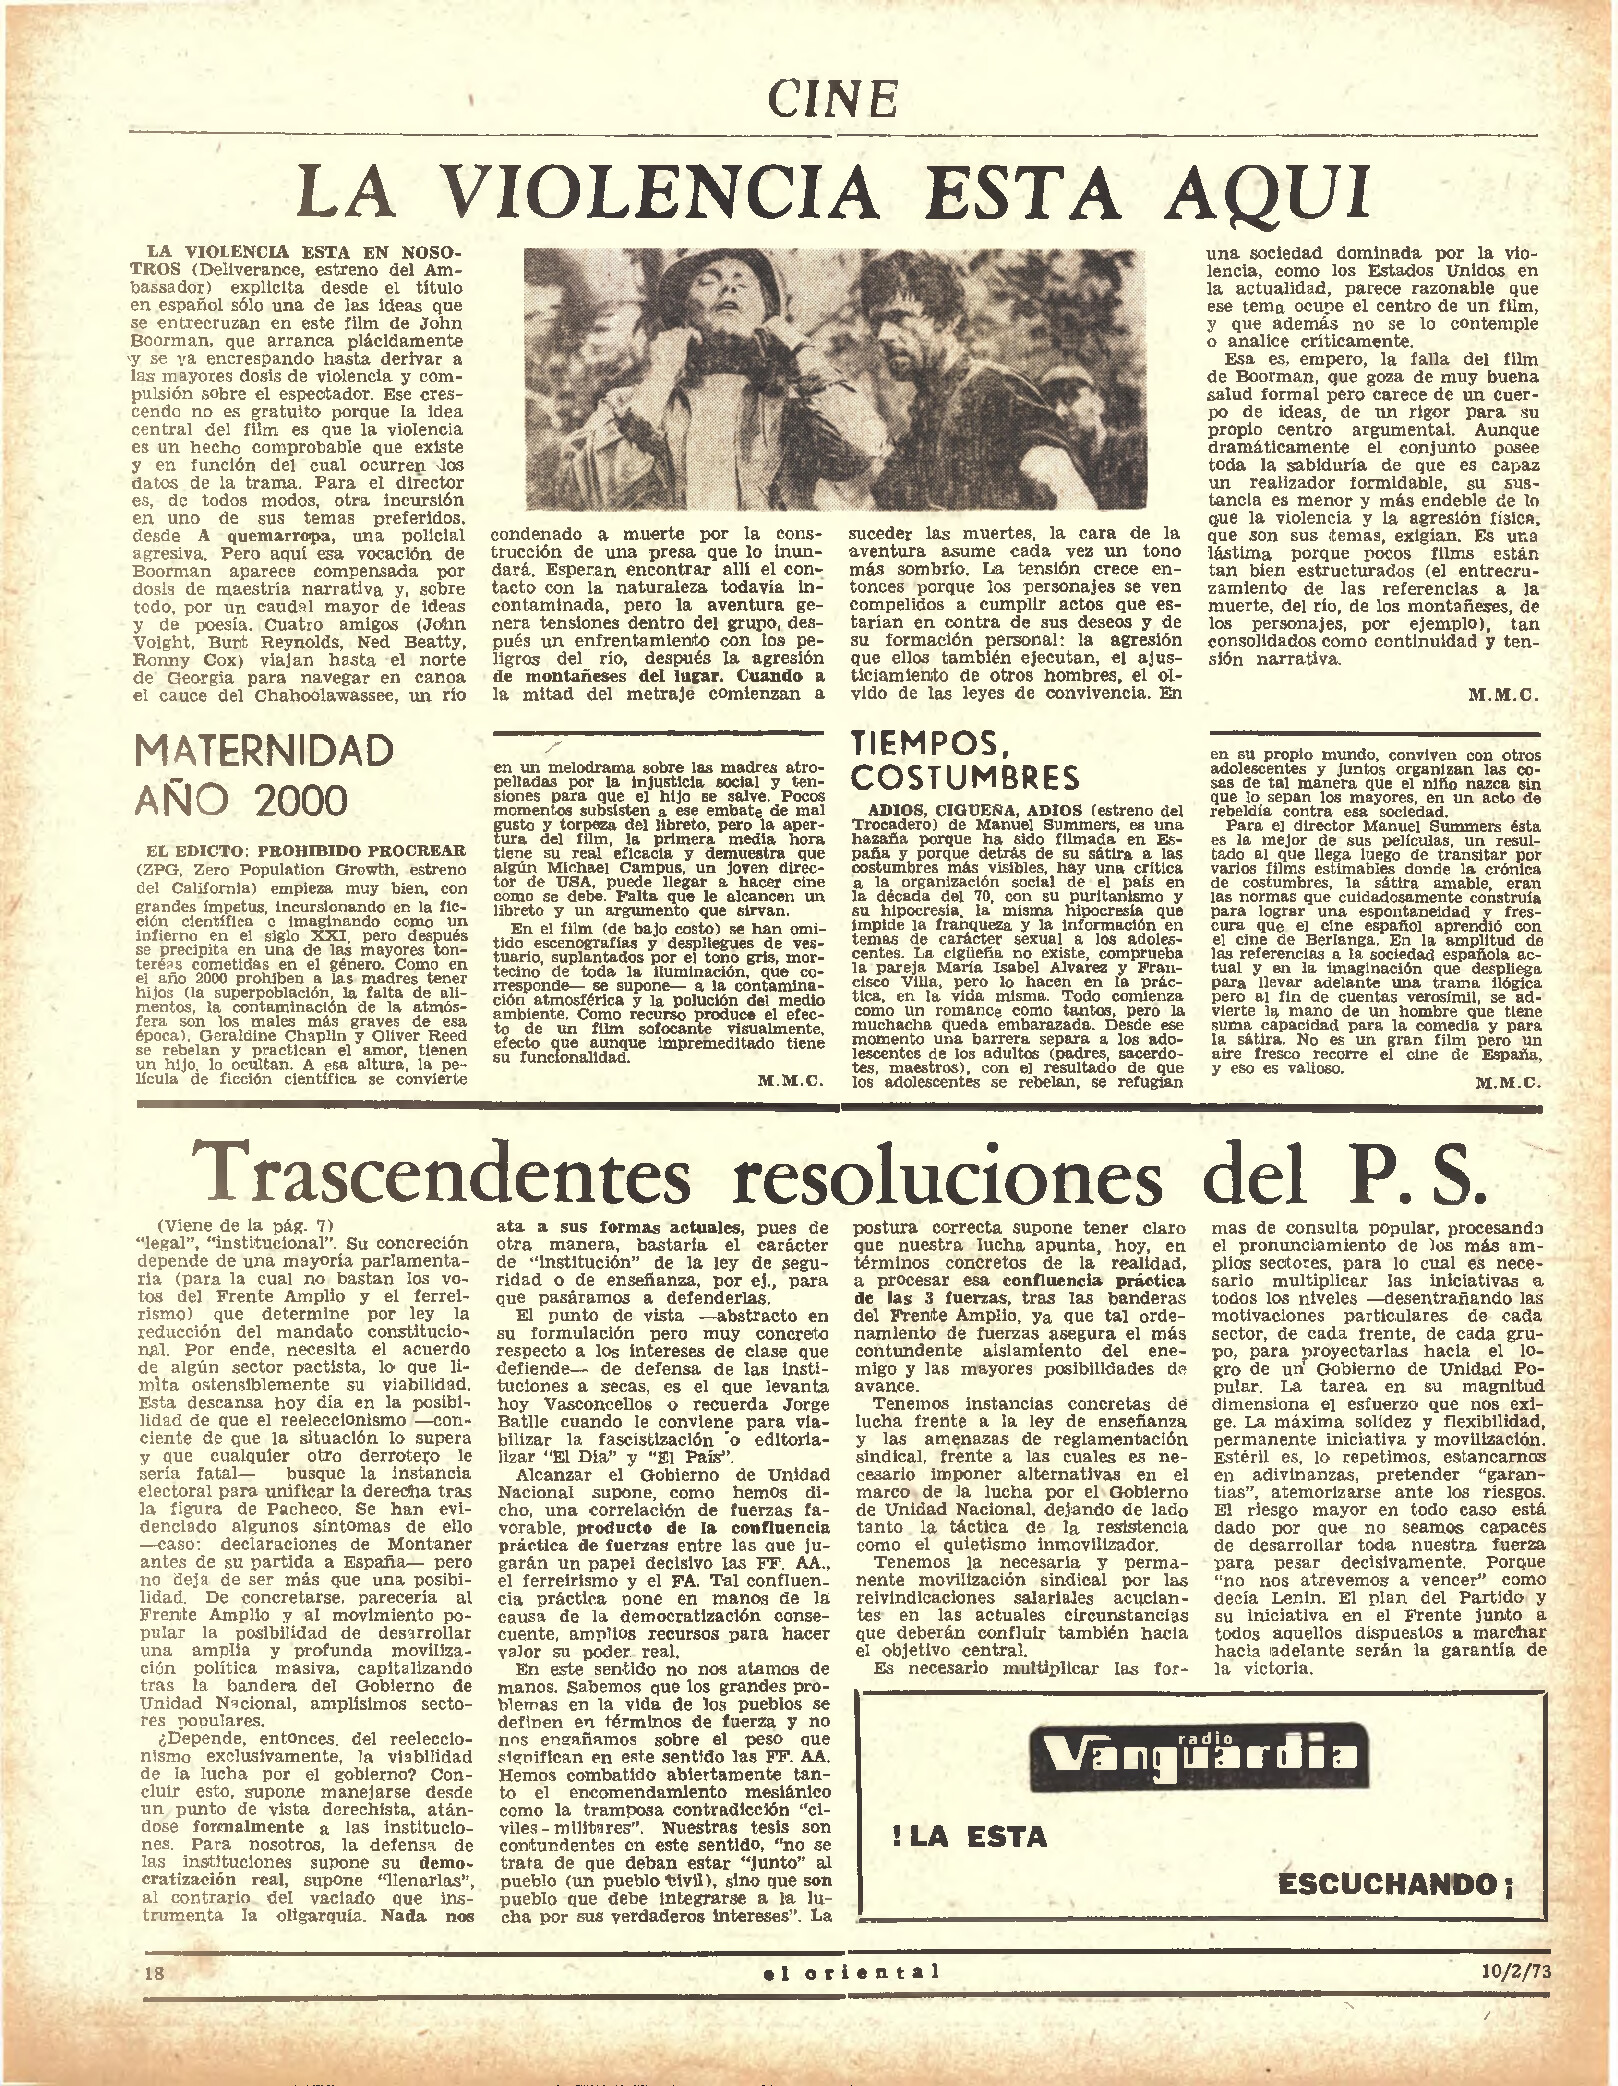 CINE
LA VIOLENCIA ESTA AQUI
LA VIOLENCIA ESTA EN NOSO-
TROS (Deliverance, estreno del Am-
bassador) explicita desde el título
en español sólo una de las ideas que
se entrecruzan en este film de John
Boorman, que arranca plácidamente
y se va encrespando hasta derivar a
las mayores dosis de violencia y com-
pulsión sobre el espectador. Ese cres-
cendo no es gratuito porque la idea
central del film es que la violencia
es un hecho comprobable que existe
y en función del cual ocurren los
datos de la trama. Para el director
es, de todos modos, otra incursión
en uno de sus temas preferidos,
desde A quemarropa, una policial
agresiva. Pero aquí esa vocación de
Boorman aparece compensada por
dosis de maestría narrativa y, sobre
todo, por un caudal mayor de ideas
y de poesía. Cuatro amigos (John
Voight, Burt Reynolds, Ned Beatty,
Ronny Cox) viajan hasta el norte
de Georgia para navegar en canoa
el cauce del Chahoolawassee, un río
condenado a muerte por la cons-
trucción de una presa que lo inun-
dará. Esperan encontrar allí el con-
tacto con la naturaleza todavía in-
contaminada, pero la aventura ge-
nera tensiones dentro del grupo, des-
pués un enfrentamiento con los pe-
ligros del río, después la agresión
de montañeses del lugar. Cuando a
la mitad del metraje comienzan a
suceder las muertes, la cara de la
aventura asume cada vez un tono
más sombrío. La tensión crece en-
tonces porque los personajes se ven
compelidos a cumplir actos que es-
tarían en contra de sus deseos y de
su formación personal: la agresión
que ellos también ejecutan, el ajus-
ticiamiento de otros hombres, el ol-
vido de las leyes de convivencia. En
una sociedad dominada por la vio-
lencia, como los Estados Unidos en
la actualidad, parece razonable que
ese tema ocupe el centro de un film,
y que además no se lo contemple
o analice críticamente.
Esa es, empero, la falla del film
de Boorman, que goza de muy buena
salud formal pero carece de un cuer-
po de ideas, de un rigor para su
propio centro argumental. Aunque
dramáticamente el conjunto posee
toda la sabiduría de que es capaz
un realizador formidable, su sus-
tancia es menor y más endeble de lo
que la violencia y la agresión física,
que son sus temas, exigían. Es una
lástima porque pocos films están
tan bien estructurados (el entrecru-
zamiento de las referencias a la
muerte, del río, de los montañeses, de
los personajes, por ejemplo), tan
consolidados como continuidad y ten-
sión narrativa.
M.M.C.
MATERNIDAD
AÑO 2000
EL EDICTO: PROHIBIDO PROCREAR
(ZPG, Zero Population Growth, estreno
del California) empieza muy bien, con
grandes ímpetus, incursionando en la fic-
ción científica e imaginando como un
infierno en el siglo XXI, pero después
se precipita en una de las mayores ton-
terías cometidas en el género. Como en
el año 2000 prohiben a las madres tener
hijos (la superpoblación, la falta de ali-
mentos, la contaminación de la atmós-
fera son los males más graves de esa
época), Geraldine Chaplin y Oliver Reed
se rebelan y practican el amor, tienen
un hijo, lo ocultan. A esa altura, la pe-
lícula de ficción científica se convierte
en un melodrama sobre las madres atro-
pelladas por la injusticia social y ten-
siones para que el hijo se salve. Pocos
momentos subsisten a ese embate de mal
gusto y torpeza del libreto, pero la aper-
tura del film, la primera media hora
tiene su real eficacia y demuestra que
algún Michael Campus, un joven direc-
tor de USA, puede llegar a hacer cine
como se debe. Falta que le alcancen un
libreto y un argumento que sirvan.
En el film (de bajo costo) se han omi-
tido escenografías y despliegues de ves-
tuario, suplantados por el tono gris, mor-
tecino de toda la iluminación, que co-
rresponde— se supone— a la contamina-
ción atmosférica y la polución del medio
ambiente. Como recurso produce el efec-
to de un film sofocante visualmente,
efecto que aunque impremeditado tiene
su funcionalidad.
M.M.C.
TIEMPOS,
COSTUMBRES
ADIOS, CIGUEÑA, ADIOS (estreno del
Trocadero) de Manuel Summers, es una
hazaña porque ha sido filmada en Es-
paña y porque detrás de su sátira a las
costumbres más visibles, hay una crítica
a la organización social de el país en
la década del 70, con su puritanismo y
su hipocresía, la misma hipocresía que
impide la franqueza y la información en
temas de carácter sexual a los adoles-
centes. La cigüeña no existe, comprueba
la pareja María Isabel Alvarez y Fran-
cisco Villa, pero lo hacen en la prác-
tica, en la vida misma. Todo comienza
como un romance como tantos, pero la
muchacha queda embarazada. Desde ese
momento una barrera separa a los ado-
lescentes de los adultos (padres, sacerdo-
tes, maestros), con el resultado de que
los adolescentes se rebelan, se refugian
en su propio mundo, conviven con otros
adolescentes y juntos organizan las co-
sas de tal manera que el niño nazca sin
que lo sepan los mayores, en un acto de
rebeldía contra esa sociedad.
Para el director Manuel Summers ésta
es la mejor de sus películas, un resul-
tado al que llega luego de transitar por
varios films estimables donde la crónica
de costumbres, la sátira amable, eran
las normas que cuidadosamente construía
para lograr una espontaneidad y fres-
cura que el cine español aprendió con
el cine de Berlanga. En la amplitud de
las referencias a la sociedad española ac-
tual y en la imaginación que despliega
para llevar adelante una trama ilógica
pero al fin de cuentas verosímil, se ad-
vierte la mano de un hombre que tiene
suma capacidad para la comedia y para
la sátira. No es un gran film pero un
aire fresco recorre el cine de España,
y eso es valioso.
M.M.C.
Trascendentes resoluciones del P. S.
(Viene de la pág. 7)
"legal", "institucional". Su concreción
depende de una mayoría parlamenta-
ria (para la cual no bastan los vo-
tos del Frente Amplio y el ferrei-
rismo) que determine por ley la
reducción del mandato constitucio-
nal. Por ende, necesita el acuerdo
de algún sector pactista, lo que li-
mita ostensiblemente su viabilidad.
Esta descansa hoy día en la posibi-
lidad de que el reeleccionismo —con-
ciente de que la situación lo supera
y que cualquier otro derrotero le
sería fatal— busque la instancia
electoral para unificar la derecha tras
la figura de Pacheco. Se han evi-
denciado algunos síntomas de ello
—caso: declaraciones de Montaner
antes de su partida a España— pero
no deja de ser más que una posibi-
lidad. De concretarse, parecería al
Frente Amplio y al movimiento po-
pular la posibilidad de desarrollar
una amplia y profunda moviliza-
ción política masiva, capitalizando
tras la bandera del Gobierno de
Unidad Nacional, amplísimos secto-
res populares.
¿Depende, entonces, del reeleccio-
nismo exclusivamente, la viabilidad
de la lucha por el gobierno? Con-
cluir esto, supone manejarse desde
un punto de vista derechista, atán-
dose formalmente a las institucio-
nes. Para nosotros, la defensa de
las instituciones supone su demo-
cratización real, supone "llenarlas",
al contrario del vaciado que ins-
trumenta la oligarquía. Nada nos
ata a sus formas actuales, pues de
otra manera, bastaría el carácter
de "institución" de la ley de segu-
ridad o de enseñanza, por ej., para
que pasáramos a defenderlas.
El punto de vista —abstracto en
su formulación pero muy concreto
respecto a los intereses de clase que
defiende— de defensa de las insti-
tuciones a secas, es el que levanta
hoy Vasconcellos o recuerda Jorge
Batlle cuando le conviene para via-
bilizar la fascistización o editoria-
lizar "El Día" y "El País".
Alcanzar el Gobierno de Unidad
Nacional supone, como hemos di-
cho, una correlación de fuerzas fa-
vorable, producto de la confluencia
práctica de fuerzas entre las que ju-
garán un papel decisivo las FF. AA.,
el ferreirismo y el FA. Tal confluen-
cia práctica pone en manos de la
causa de la democratización conse-
cuente, amplios recursos para hacer
valor su poder real.
En este sentido no nos atamos de
manos. Sabemos que los grandes pro-
blemas en la vida de los pueblos se
definen en términos de fuerza y no
nos engañamos sobre el peso que
significan en este sentido las FF. AA.
Hemos combatido abiertamente tan-
to el encomendamiento mesiánico
como la tramposa contradicción "ci-
viles-militares". Nuestras tesis son
contundentes en este sentido, "no se
trata de que deban estar "junto" al
pueblo (un pueblo civil), sino que son
pueblo que debe integrarse a la lu-
cha por sus verdaderos intereses". La
postura correcta supone tener claro
que nuestra lucha apunta, hoy, en
términos concretos de la realidad,
a procesar esa confluencia práctica
de las 3 fuerzas, tras las banderas
del Frente Amplio, ya que tal orde-
namiento de fuerzas asegura el más
contundente aislamiento del ene-
migo y las mayores posibilidades de
avance.
Tenemos instancias concretas de
lucha frente a la ley de enseñanza
y las amenazas de reglamentación
sindical, frente a las cuales es ne-
cesario imponer alternativas en el
marco de la lucha por el Gobierno
de Unidad Nacional, dejando de lado
tanto la táctica de la resistencia
como el quietismo inmovilizador.
Tenemos la necesaria y perma-
nente movilización sindical por las
reivindicaciones salariales acucian-
tes en las actuales circunstancias
que deberán confluir también hacia
el objetivo central.
Es necesario multiplicar las for-
mas de consulta popular, procesando
el pronunciamiento de los más am-
plios sectores, para lo cual es nece-
sario multiplicar las iniciativas a
todos los niveles —desentrañando las
motivaciones particulares de cada
sector, de cada frente, de cada gru-
po, para proyectarlas hacia el lo-
gro de un Gobierno de Unidad Po-
pular. La tarea en su magnitud
dimensiona el esfuerzo que nos exi-
ge. La máxima solidez y flexibilidad,
permanente iniciativa y movilización.
Estéril es, lo repetimos, estancarnos
en adivinanzas, pretender "garan-
tías", atemorizarse ante los riesgos.
El riesgo mayor en todo caso está
dado por que no seamos capaces
de desarrollar toda nuestra fuerza
para pesar decisivamente. Porque
"no nos atrevemos a vencer" como
decía Lenin. El plan del Partido y
su iniciativa en el Frente junto a
todos aquellos dispuestos a marchar
hacia adelante serán la garantía de
la victoria.
radio
Vanguardia
! LA ESTA
ESCUCHANDO ¡
18
el oriental
10/2/73